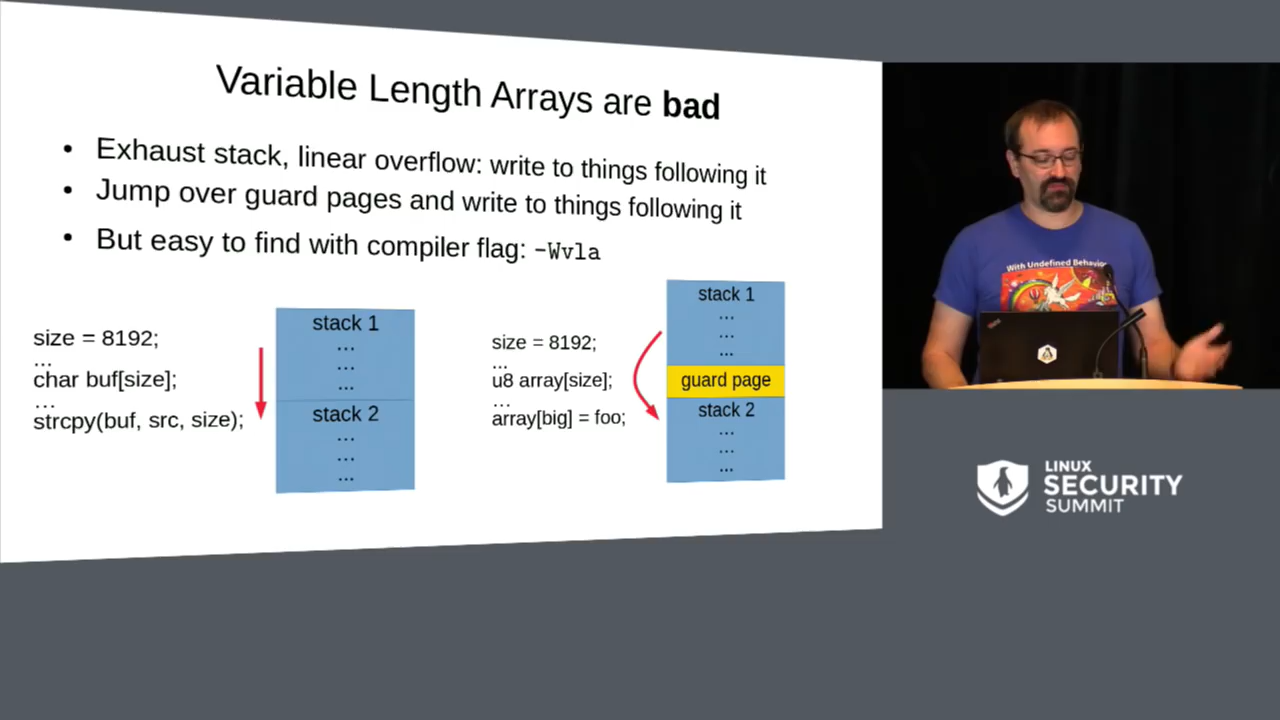 Variable Length Arrays are bad
• Exhaust stack, linear overflow: write to things following it
• Jump over guard pages and write to things following it
• But easy to find with compiler flag: -Wvla
size = 8192;
...
char buf[size];
...
strcpy(buf, src, size);
stack 1
...
...
...
stack 2
...
...
...
size = 8192;
...
u8 array[size];
...
array[big] = foo;
stack 1
...
...
...
guard page
stack 2
...
...
...
With Undefined Behavior
LINUX
SECURITY
SUMMIT